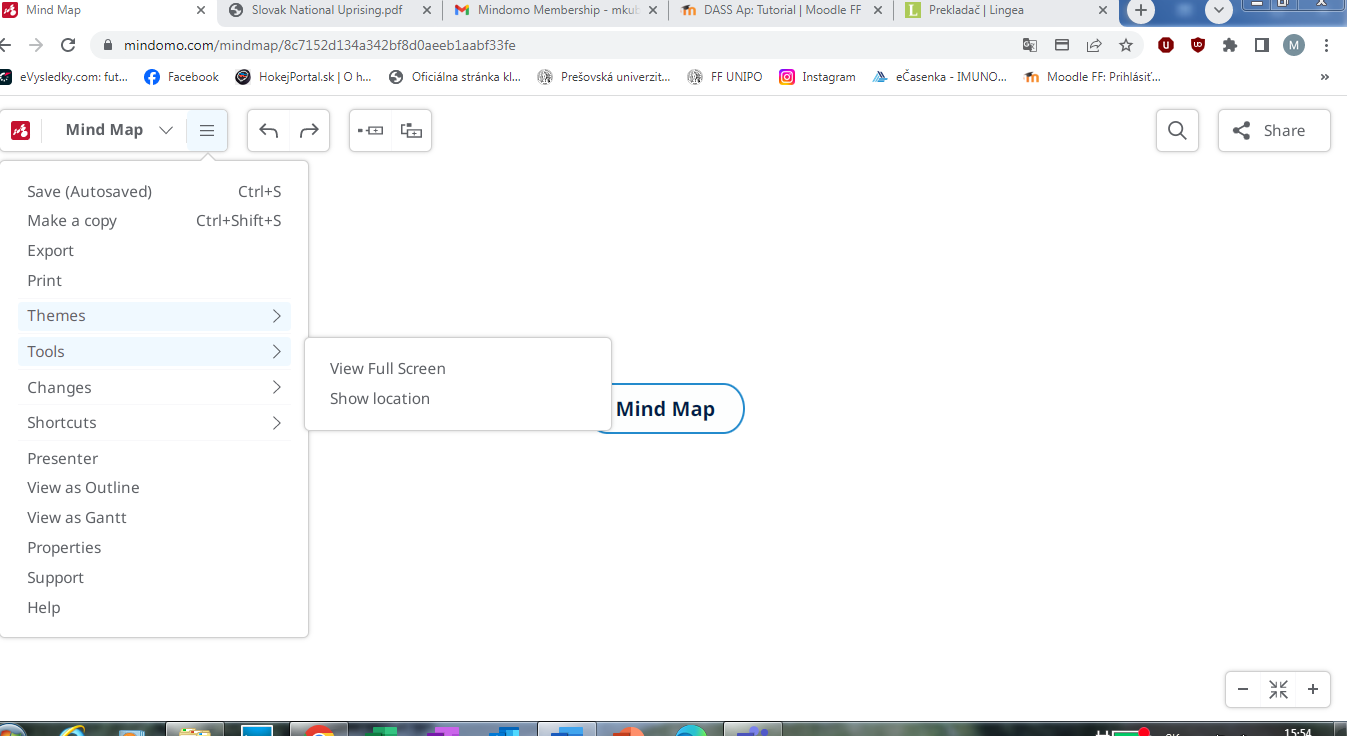 Mind Map
Slovak National Uprising.pdf
Mindomo Membership - mkub
DASS Ap: Tutorial | Moodle FF
Prekladač | Lingea
mindomo.com/mindmap/8c7152d134a342bf8d0aeeb1aabf33fe
M
eVysledky.com: fut...
Facebook
HokejPortal.sk | O h...
Oficiálna stránka kl...
Prešovská univerzit...
FF UNIPO
Instagram
eČasenka - IMUNO...
Moodle FF: Prihlásiť...
»
Mind Map
Share
Save (Autosaved) Ctrl+S
Make a copy Ctrl+Shift+S
Export
Print
Themes
Tools
Changes
Shortcuts
Presenter
View as Outline
View as Gantt
Properties
Support
Help
View Full Screen
Show location
Mind Map
15:54